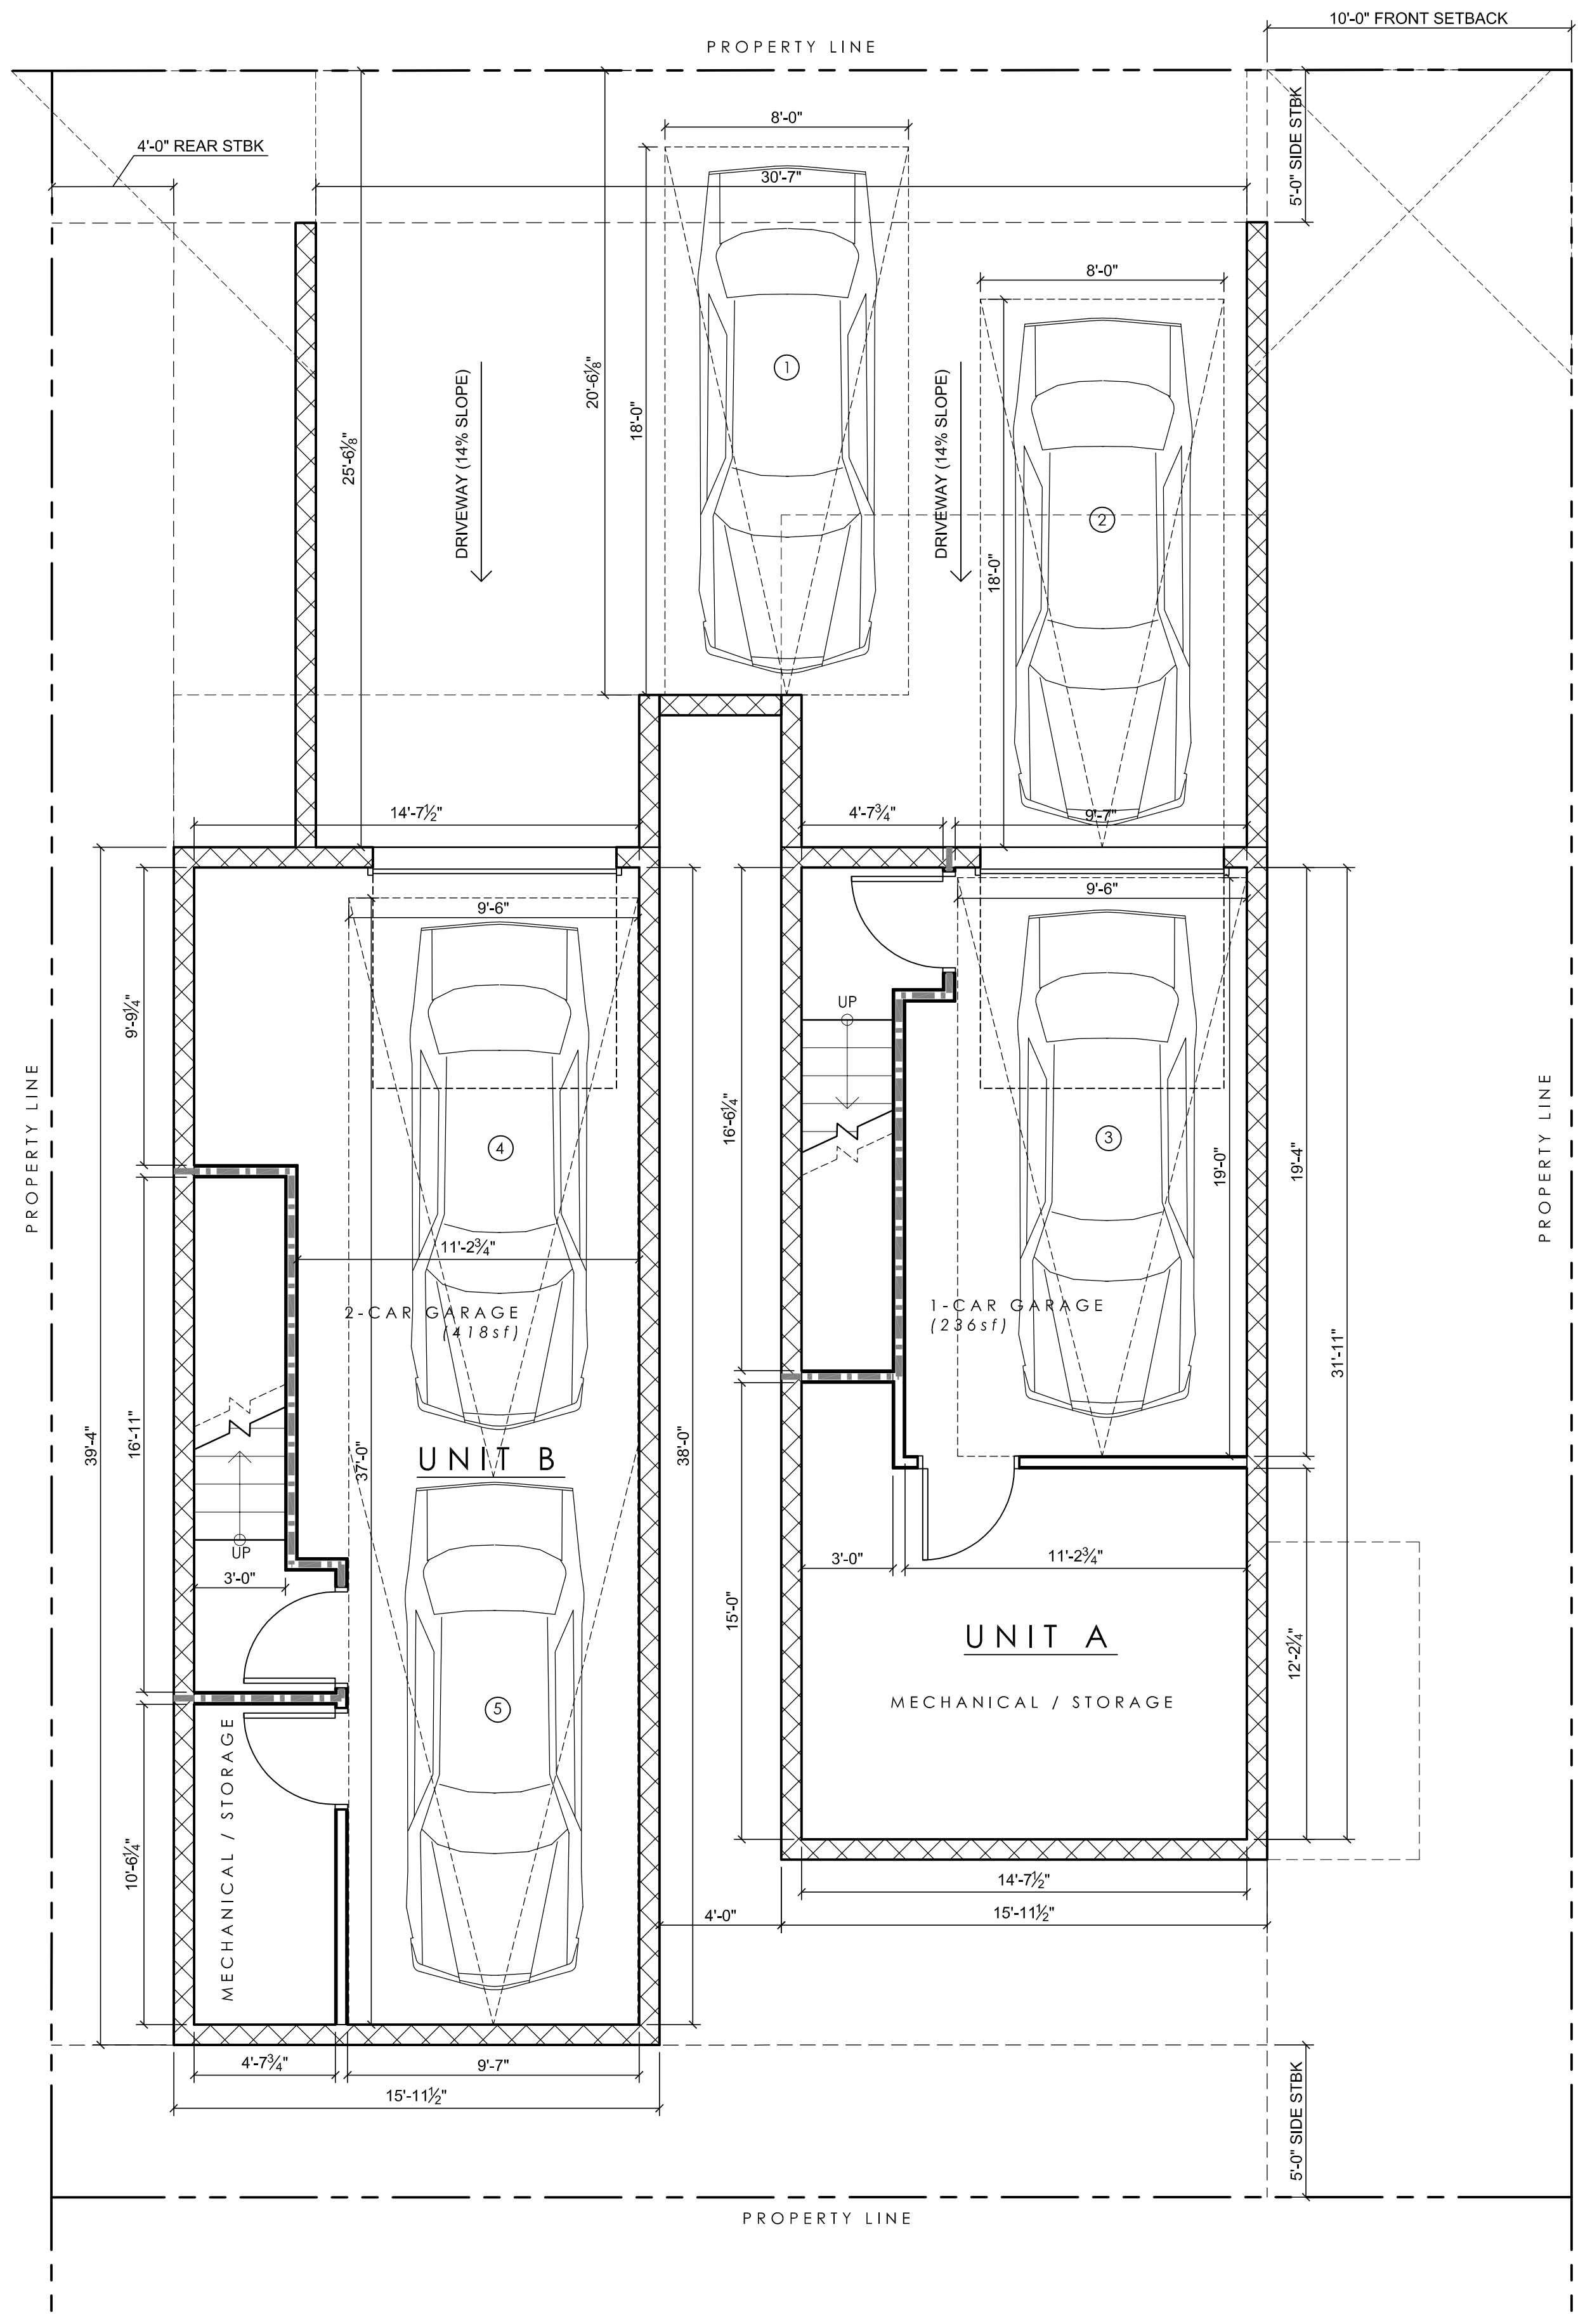 10'-0" FRONT SETBACK
PROPERTY LINE
5'-0" SIDE STBK
8'-0"
4'-0" REAR STBK
30'-7"
8'-0"
1
20'-6⅛"
18'-0"
25'-6⅛"
DRIVEWAY (14% SLOPE)
DRIVEWAY (14% SLOPE)
2
18'-0"
14'-7½"
4'-7¾"
9'-7"
9'-6"
9'-6"
9'-9¼"
UP
16'-6¼"
4
3
19'-0"
19'-4"
PROPERTY LINE
PROPERTY LINE
11'-2¾"
2-CAR GARAGE
(418sf)
1-CAR GARAGE
(236sf)
31'-11"
39'-4"
16'-11"
37'-0"
UNIT B
38'-0"
UP
3'-0"
3'-0"
11'-2¾"
15'-0"
UNIT A
12'-2¼"
MECHANICAL / STORAGE
5
MECHANICAL / STORAGE
10'-6¼"
14'-7½"
4'-0"
15'-11½"
4'-7¾"
9'-7"
15'-11½"
5'-0" SIDE STBK
PROPERTY LINE